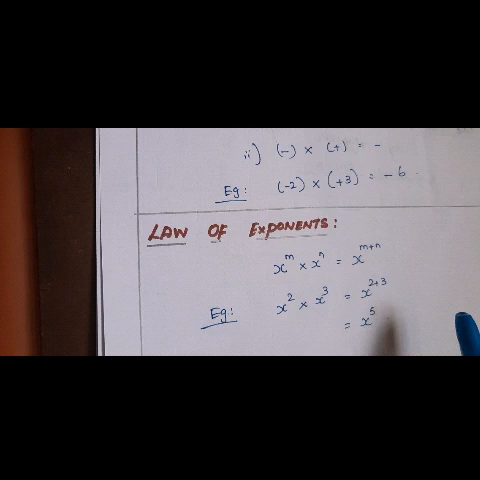 ii) (-) × (+) = -
Eg: (-2) × (+3) = -6
LAW OF EXPONENTS:
xᵐ × xⁿ = xᵐ⁺ⁿ
Eg: x² × x³ = x²⁺³
= x⁵